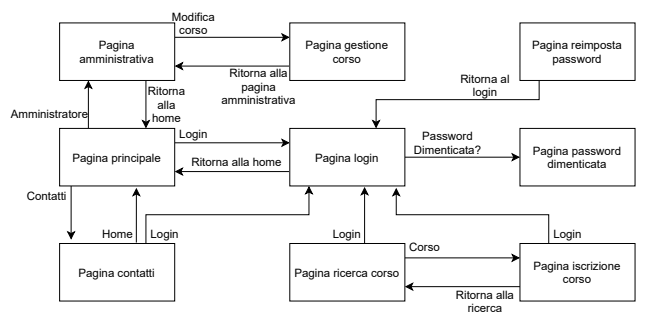 Modifica
corso
Pagina
amministrativa
Pagina gestione
corso
Pagina reimposta
password
Ritorna alla
pagina
amministrativa
Ritorna al
login
Ritorna
alla
home
Amministratore
Login
Password
Dimenticata?
Pagina principale
Ritorna alla home
Pagina login
Pagina password
dimenticata
Contatti
Home
Login
Login
Login
Corso
Pagina contatti
Pagina ricerca corso
Pagina iscrizione
corso
Ritorna alla
ricerca